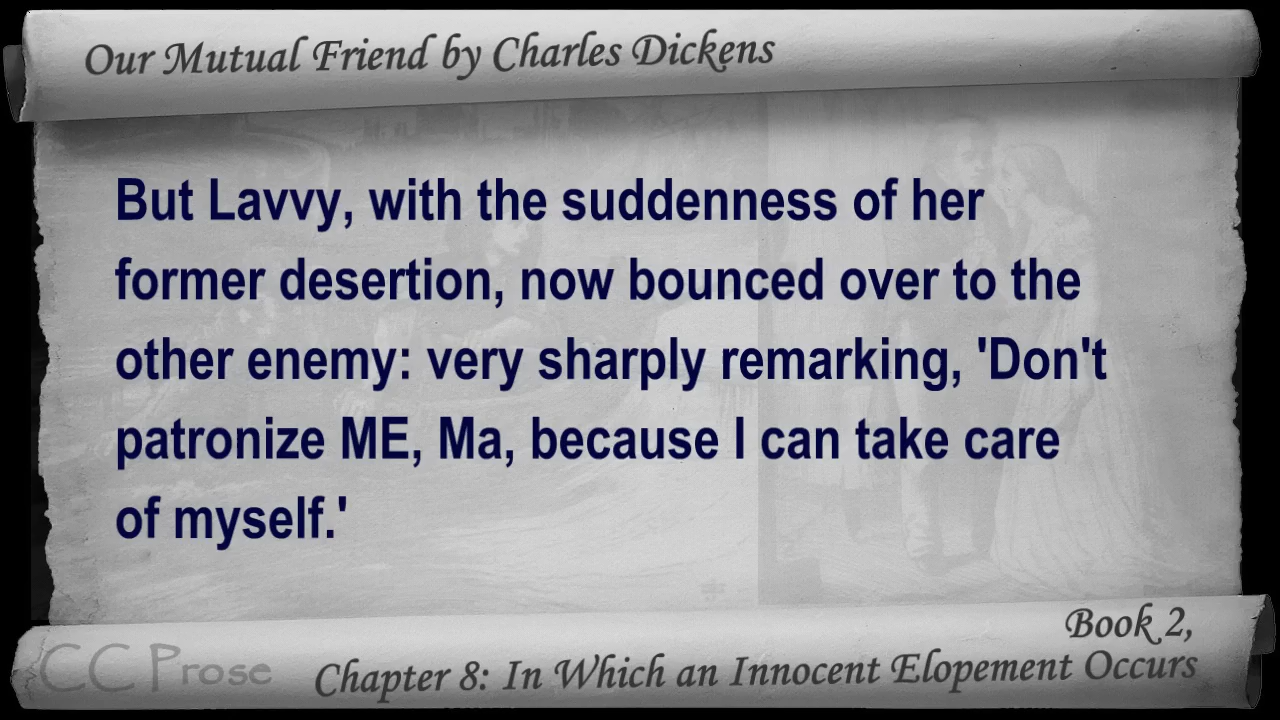 Our Mutual Friend by Charles Dickens
But Lavvy, with the suddenness of her
former desertion, now bounced over to the
other enemy: very sharply remarking, 'Don't
patronize ME, Ma, because I can take care
of myself.'
Book 2,
CC Prose
Chapter 8: In Which an Innocent Elopement Occurs